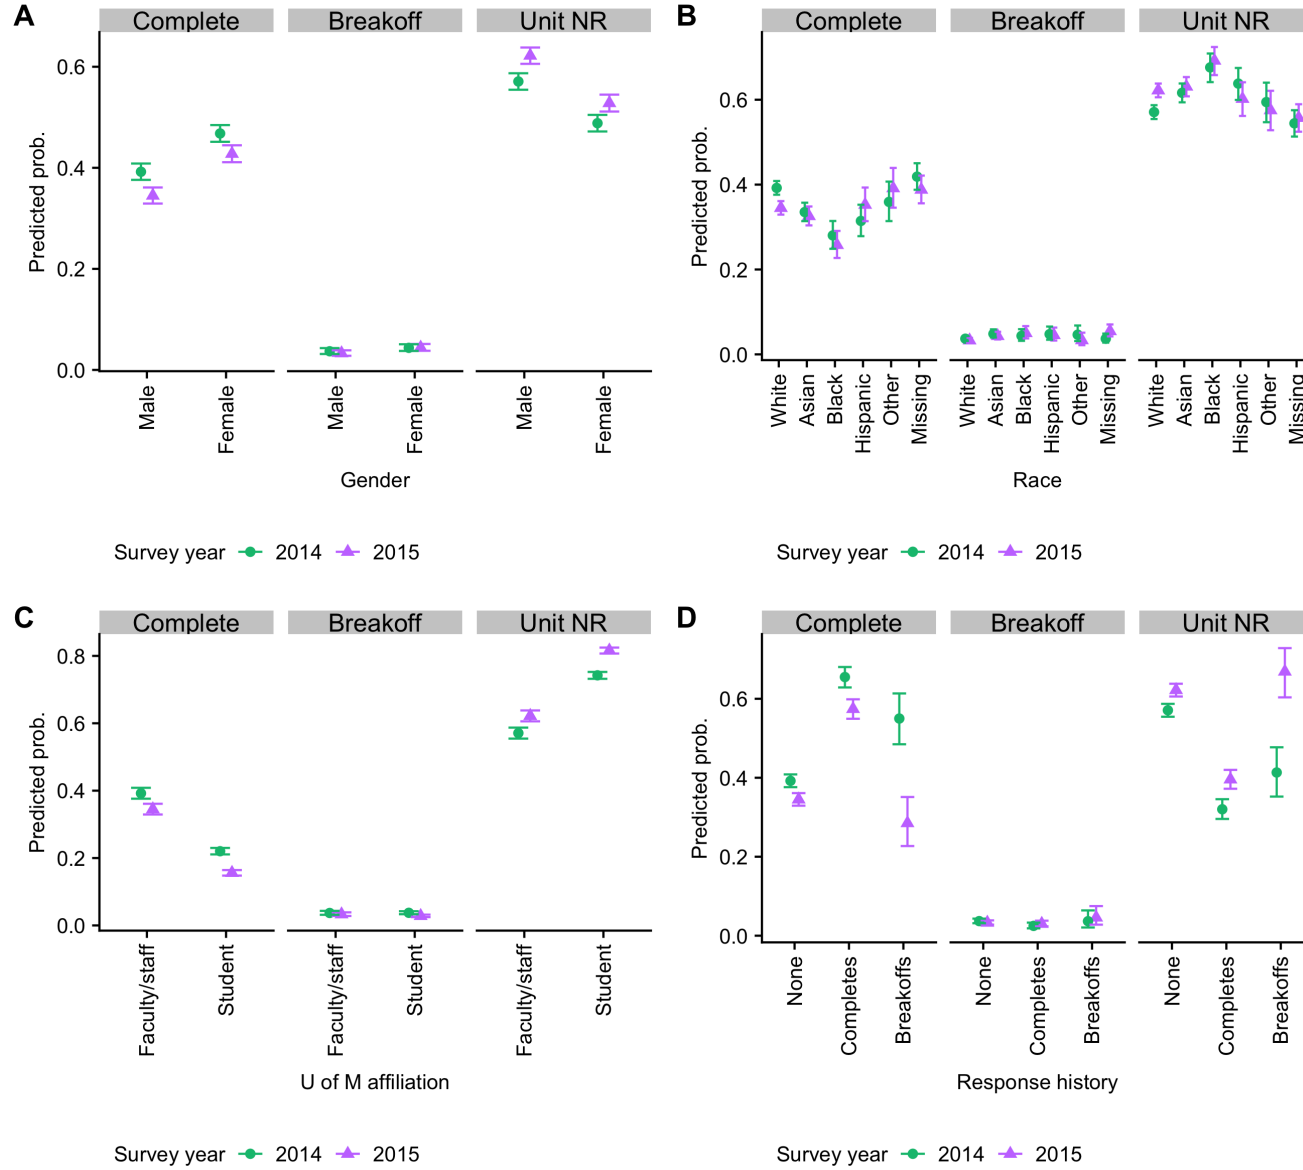 A
Complete Breakoff Unit NR
Predicted prob.
0.6
0.4
0.2
0.0
Male Female Male Female Male Female
Gender
Survey year 2014 2015
B
Complete Breakoff Unit NR
Predicted prob.
0.6
0.4
0.2
0.0
White Asian Black Hispanic Other Missing White Asian Black Hispanic Other Missing White Asian Black Hispanic Other Missing
Race
Survey year 2014 2015
C
Complete Breakoff Unit NR
Predicted prob.
0.8
0.6
0.4
0.2
0.0
Faculty/staff Student Faculty/staff Student Faculty/staff Student
U of M affiliation
Survey year 2014 2015
D
Complete Breakoff Unit NR
Predicted prob.
0.6
0.4
0.2
0.0
None Completes Breakoffs None Completes Breakoffs None Completes Breakoffs
Response history
Survey year 2014 2015